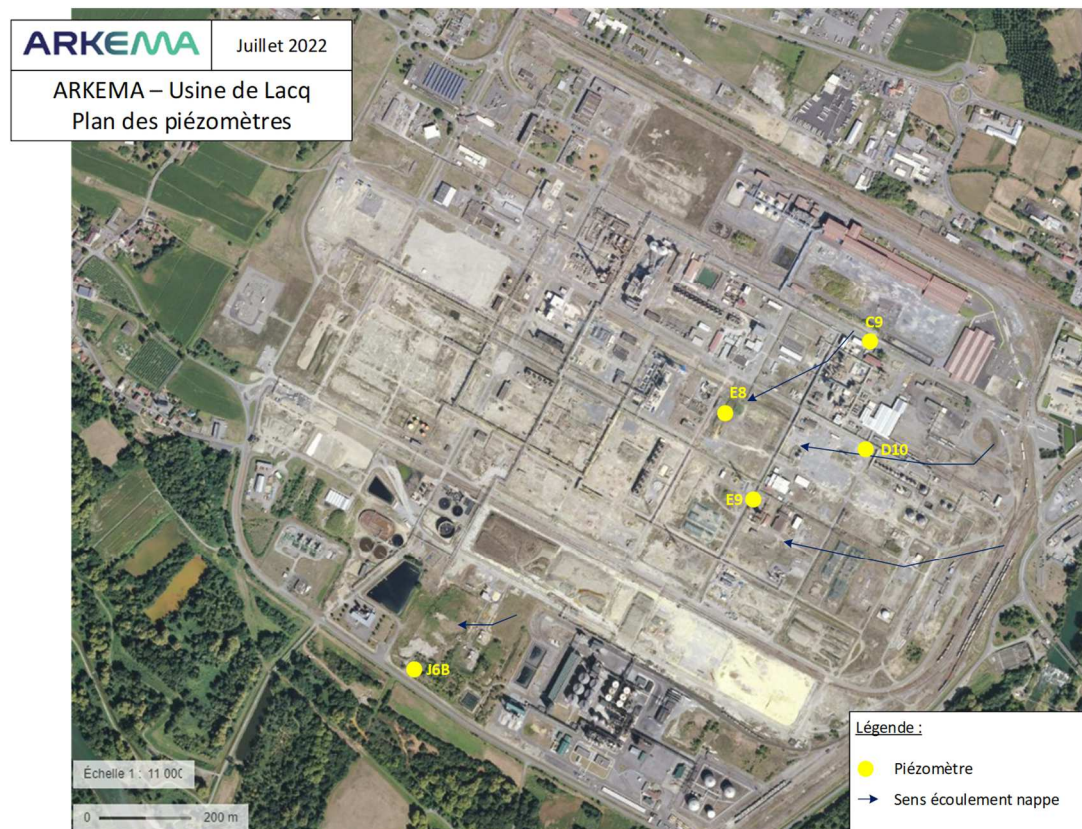 ARKEMA
Juillet 2022
ARKEMA – Usine de Lacq
Plan des piézomètres
C9
E8
D10
E9
J6B
Légende :
Piézomètre
Sens écoulement nappe
Échelle 1 : 11 000
0 200 m